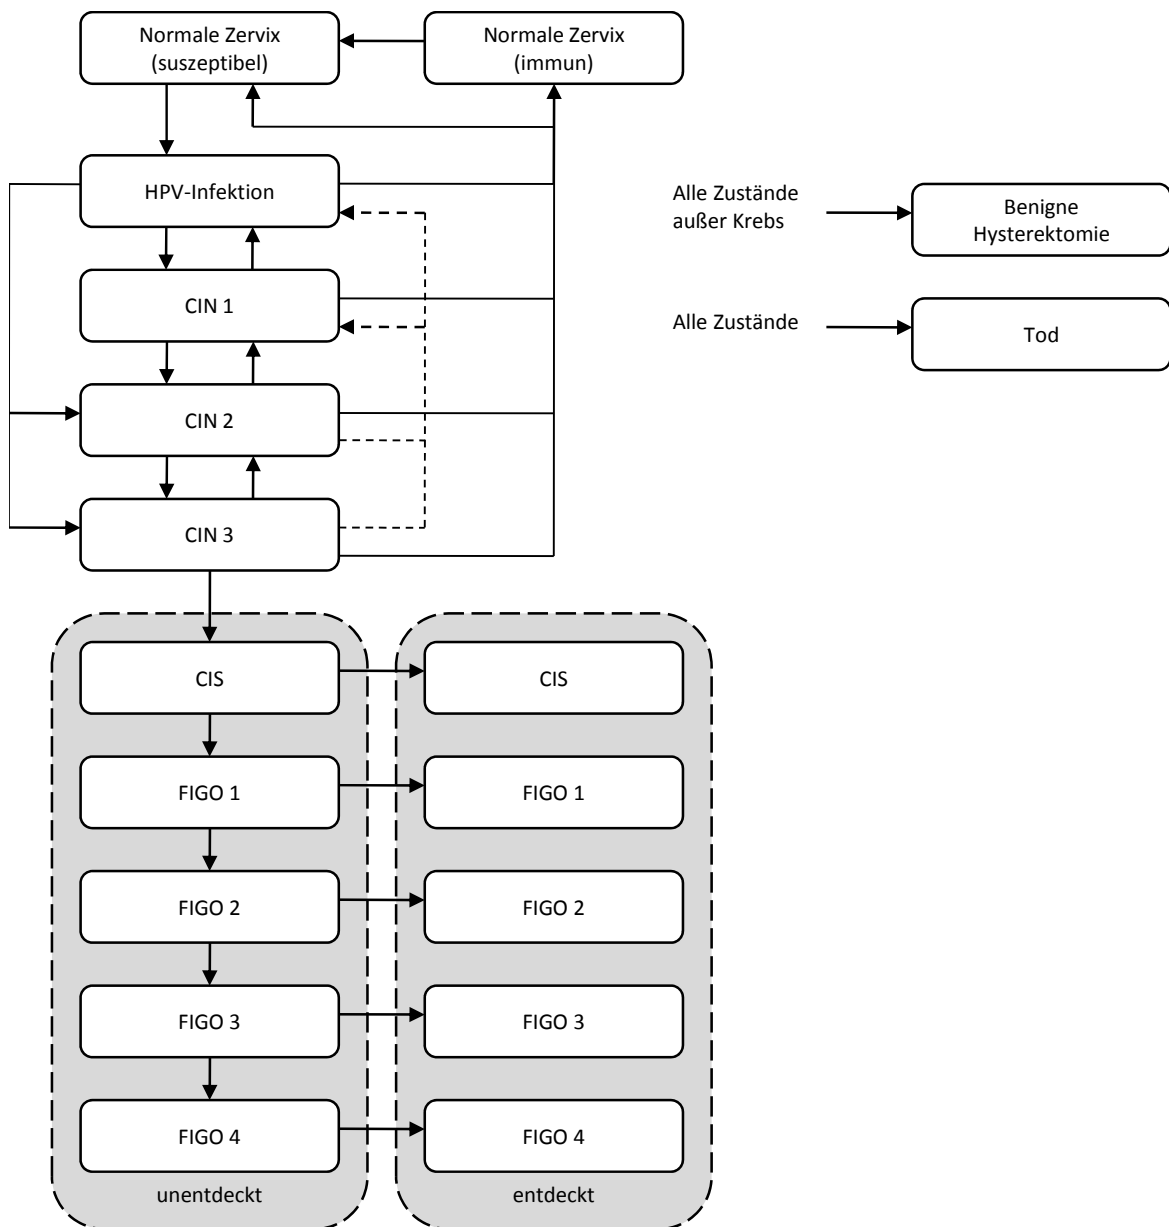 Normale Zervix
(suszeptibel)
Normale Zervix
(immun)
HPV-Infektion
Alle Zustände
außer Krebs
Benigne
Hysterektomie
CIN 1
Alle Zustände
Tod
CIN 2
CIN 3
CIS
CIS
FIGO 1
FIGO 1
FIGO 2
FIGO 2
FIGO 3
FIGO 3
FIGO 4
FIGO 4
unentdeckt
entdeckt